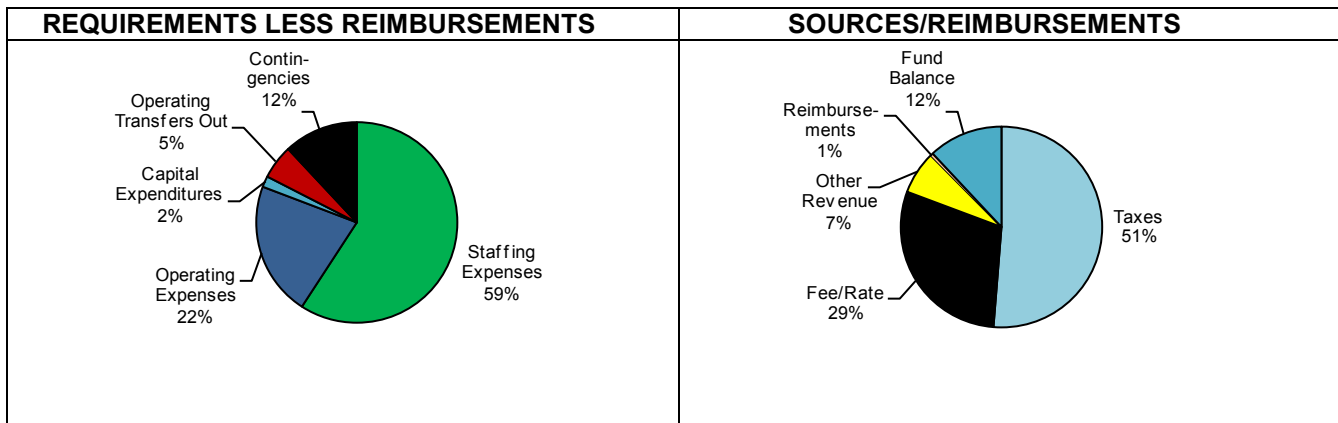 REQUIREMENTS LESS REIMBURSEMENTS
Contin-
gencies
12%
Operating
Transfers Out
5%
Capital
Expenditures
2%
Operating
Expenses
22%
Staffing
Expenses
59%
SOURCES/REIMBURSEMENTS
Fund
Balance
12%
Reimburse-
ments
1%
Other
Revenue
7%
Fee/Rate
29%
Taxes
51%